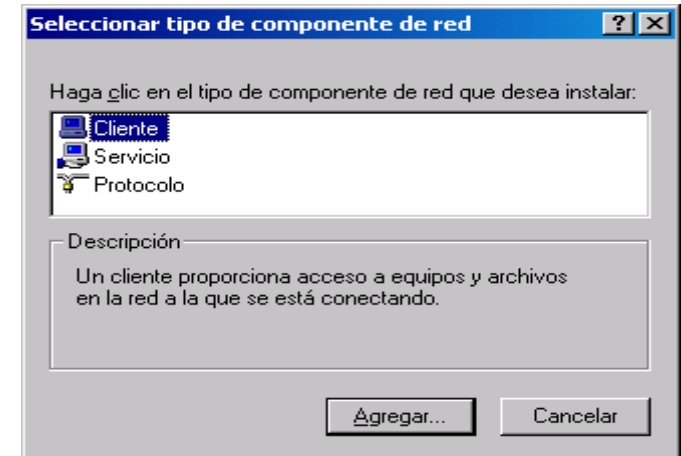 Seleccionar tipo de componente de red
Haga clic en el tipo de componente de red que desea instalar:
Cliente
Servicio
Protocolo
Descripción
Un cliente proporciona acceso a equipos y archivos
en la red a la que se está conectando.
Agregar... Cancelar